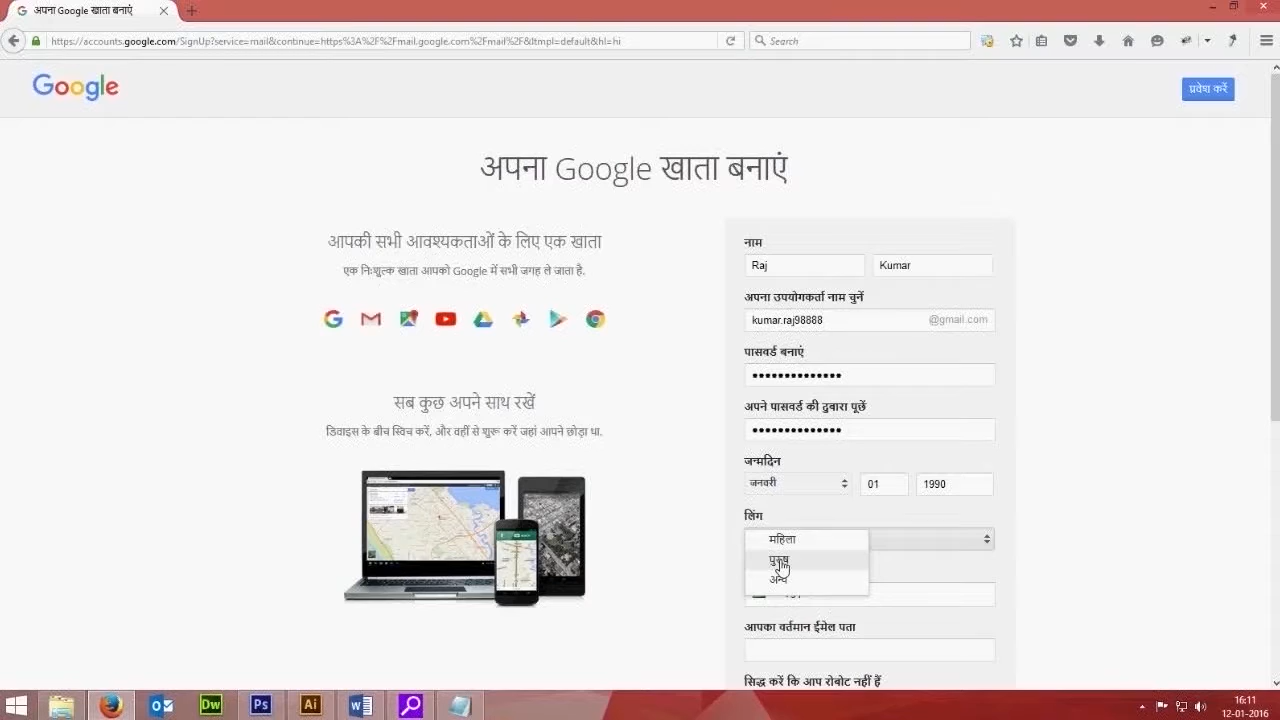 अपना Google खाता बनाएं
https://accounts.google.com/SignUp?service=mail&continue=https%3A%2F%2Fmail.google.com%2Fmail%2F&ltmpl=default&hl=hi
Search
Google
प्रवेश करें
अपना Google खाता बनाएं
आपकी सभी आवश्यकताओं के लिए एक खाता
एक निःशुल्क खाता आपको Google में सभी जगह ले जाता है.
सब कुछ अपने साथ रखें
डिवाइस के बीच स्विच करें, और वहीं से शुरू करें जहां आपने छोड़ा था.
नाम
Raj Kumar
अपना उपयोगकर्ता नाम चुनें
kumar.raj98888 @gmail.com
पासवर्ड बनाएं
••••••••••••••
अपने पासवर्ड की दुबारा पूछें
••••••••••••••
जन्मदिन
जनवरी 01 1990
लिंग
महिला
पुरुष
अन्य
आपका वर्तमान ईमेल पता
सिद्ध करें कि आप रोबोट नहीं हैं
Dw Ps Ai
16:11
12-01-2016